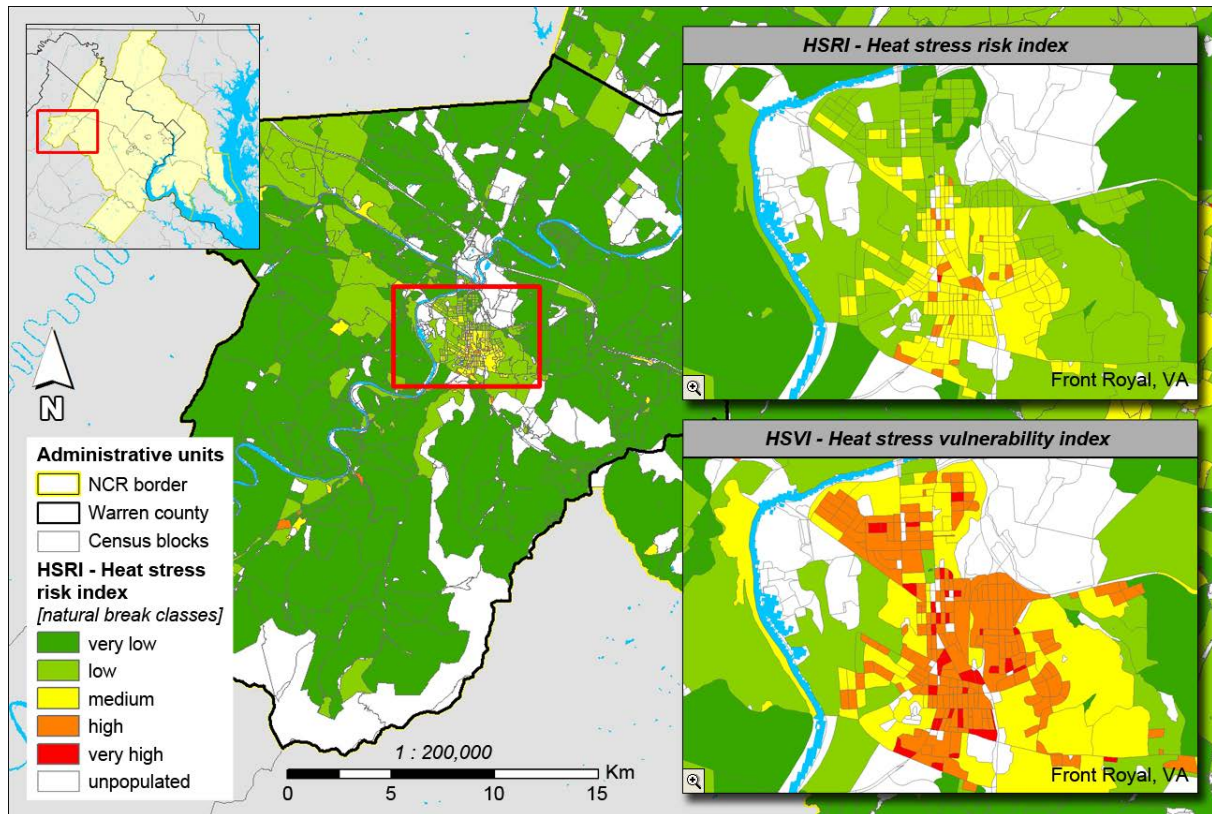 HSRI - Heat stress risk index
Front Royal, VA
HSVI - Heat stress vulnerability index
Front Royal, VA
N
Administrative units
NCR border
Warren county
Census blocks
HSRI - Heat stress
risk index
[natural break classes]
very low
low
medium
high
very high
unpopulated
1 : 200,000
Km
0 5 10 15